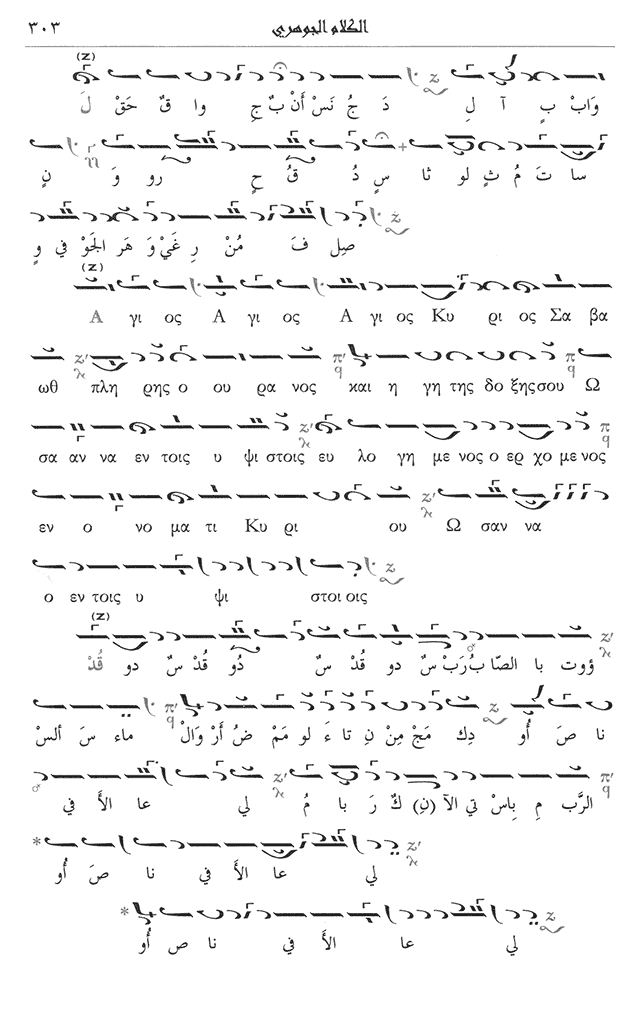 ٣٠٣ الكلام الجوهري
لَ حَقْ قٌ وا جِ بٌ أَنْ نَسْ جُ دَ لِ آ بٍ وَابْ
نٍ وَ رو حٍ قُ دُ سٍ ثا لو ثٍ مُ تَ سا
وٍ في الجَوْ هَر وَ غَيْ رِ مُنْ فَ صِل
Α γι ος Α γι ος Α γι ος Κυ ρι ος Σα βα
ωθ πλη ρης ο ου ρα νος και η γη της δο ξης σου Ω
σα αν να εν τοις υ ψι στοις ευ λο γη με νος ο ερ χο με νος
εν ο νο μα τι Κυ ρι ου Ω σαν να
ο εν τοις υ ψι στοι οις
قُدْ دو سٌ قُدْ دُو سٌ قُدْ دو سٌ رَبْ بُ الصّا با ؤوت
ألسْ سَ ماء وَالْ أَرْ ضُ مَمْ لو ءَ تا نِ مِنْ مَجْ دِك أُو صَ نا
في الأَ عا لي مُ با رَ كٌ (نِ) الآ تي بِاسْ مِ الرَّب
أُو صَ نا في الأَ عا لي
أُو صَ نا في الأَ عا لي